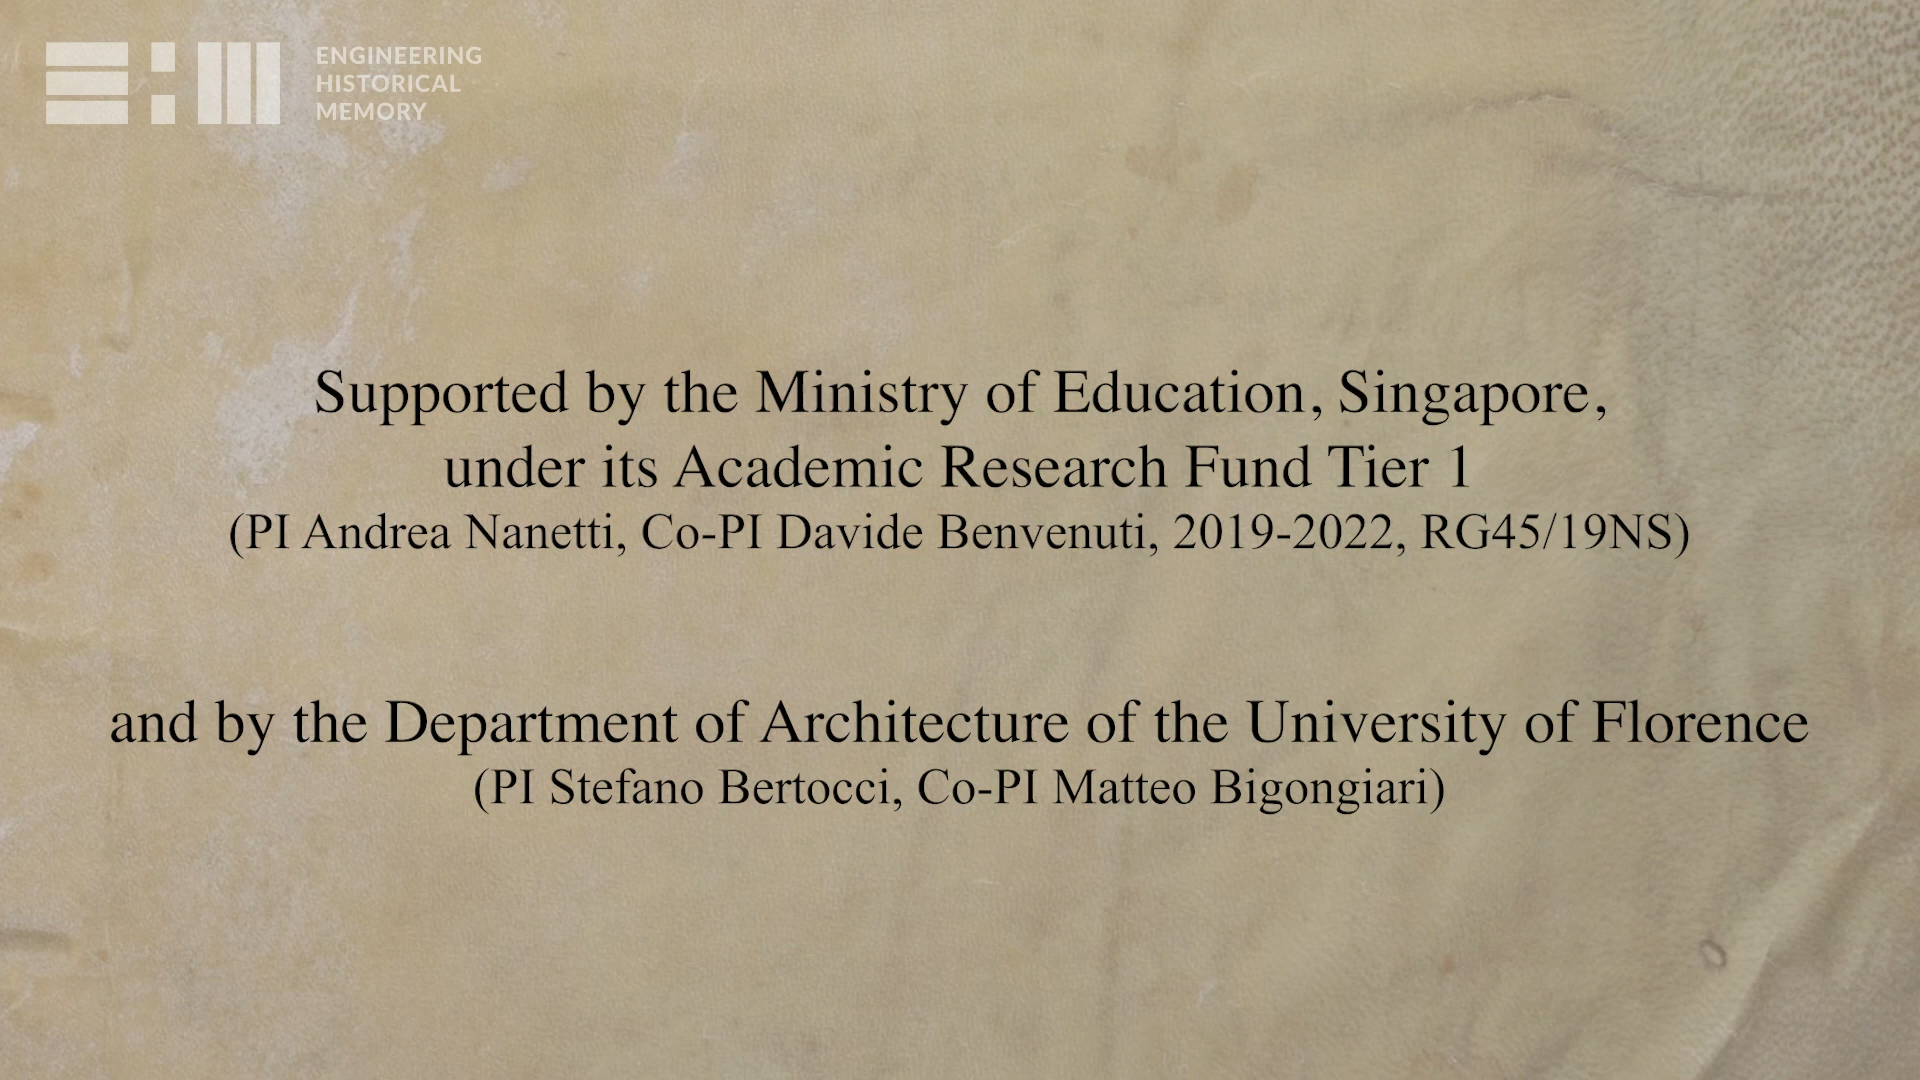 ENGINEERING
HISTORICAL
MEMORY
Supported by the Ministry of Education, Singapore,
under its Academic Research Fund Tier 1
(PI Andrea Nanetti, Co-PI Davide Benvenuti, 2019-2022, RG45/19NS)
and by the Department of Architecture of the University of Florence
(PI Stefano Bertocci, Co-PI Matteo Bigongiari)